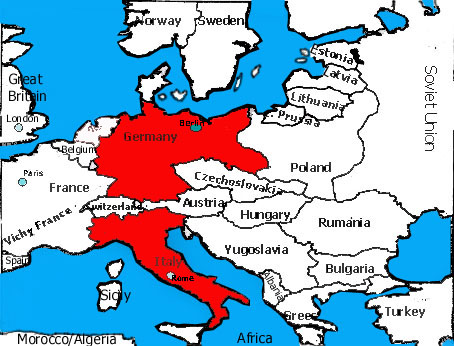 Norway
Sweden
Estonia
Latvia
Great
Britain
Lithuania
Soviet Union
London
Berlin
Prussia
Germany
Belgium
Poland
Paris
Czechoslovakia
France
Switzerland
Austria
Hungary
Vichy France
Rumania
Yugoslavia
Spain
Italy
Bulgaria
Rome
Albania
Sicily
Greec
Turkey
Morocco/Algeria
Africa